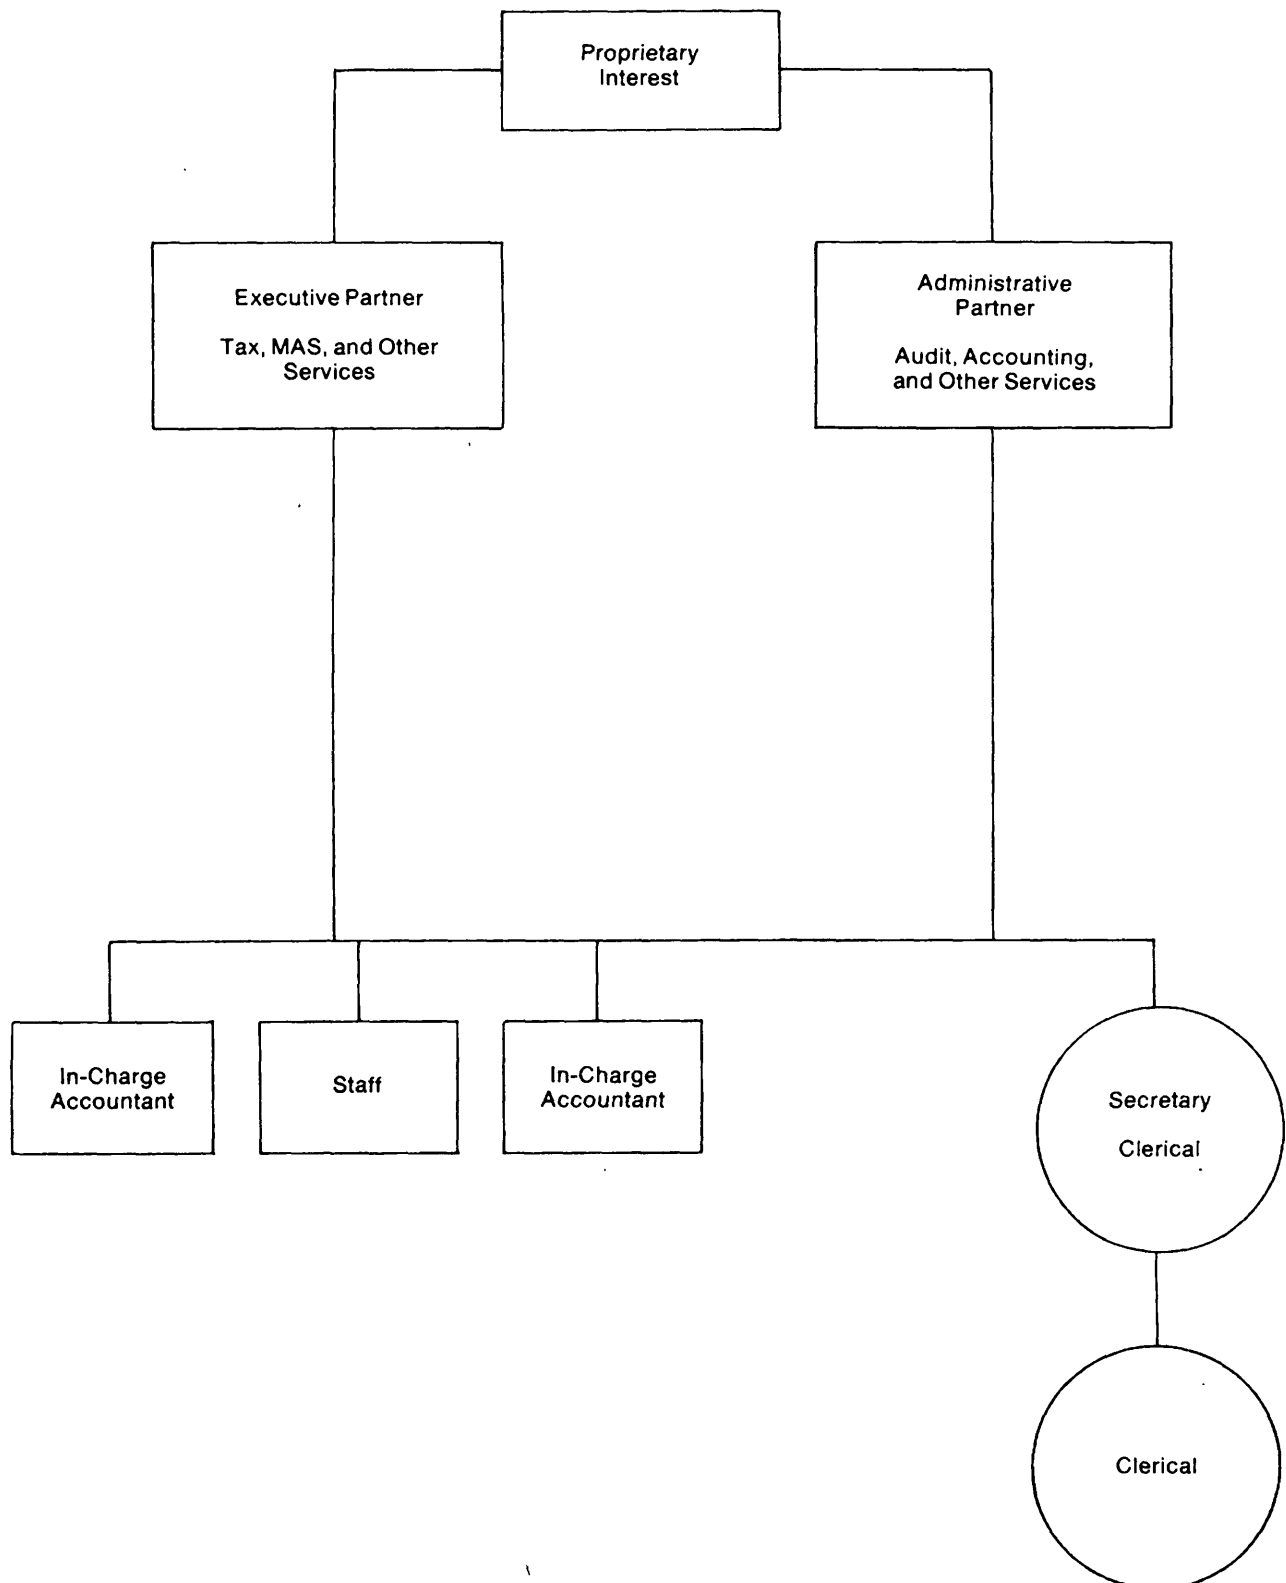 Proprietary
Interest
Executive Partner
Tax, MAS, and Other
Services
Administrative
Partner
Audit, Accounting,
and Other Services
In-Charge
Accountant
Staff
In-Charge
Accountant
Secretary
Clerical
Clerical